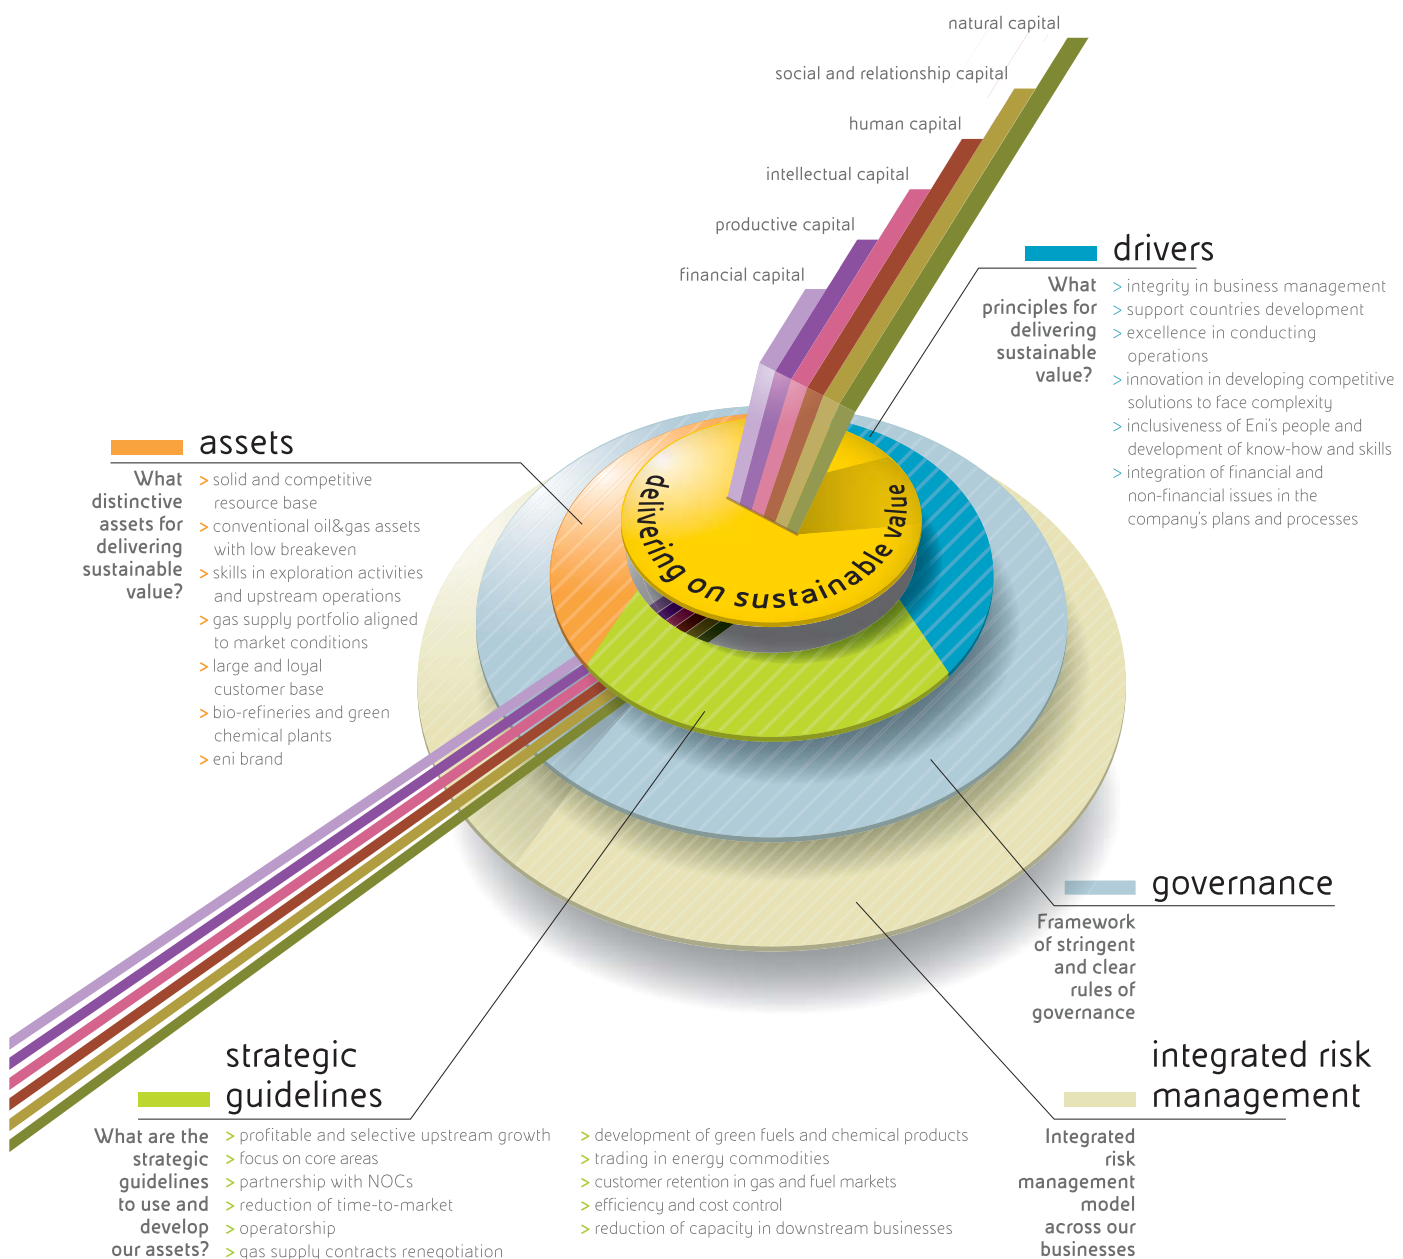 natural capital
social and relationship capital
human capital
intellectual capital
productive capital
financial capital
drivers
What
principles for
delivering
sustainable
value?
> integrity in business management
> support countries development
> excellence in conducting
operations
> innovation in developing competitive
solutions to face complexity
> inclusiveness of Eni's people and
development of know-how and skills
> integration of financial and
non-financial issues in the
company's plans and processes
assets
What
distinctive
assets for
delivering
sustainable
value?
> solid and competitive
resource base
> conventional oil&gas assets
with low breakeven
> skills in exploration activities
and upstream operations
> gas supply portfolio aligned
to market conditions
> large and loyal
customer base
> bio-refineries and green
chemical plants
> eni brand
delivering on sustainable value
governance
Framework
of stringent
and clear
rules of
governance
strategic
guidelines
What are the
strategic
guidelines
to use and
develop
our assets?
> profitable and selective upstream growth
> focus on core areas
> partnership with NOCs
> reduction of time-to-market
> operatorship
> gas supply contracts renegotiation
> development of green fuels and chemical products
> trading in energy commodities
> customer retention in gas and fuel markets
> efficiency and cost control
> reduction of capacity in downstream businesses
integrated risk
management
Integrated
risk
management
model
across our
businesses